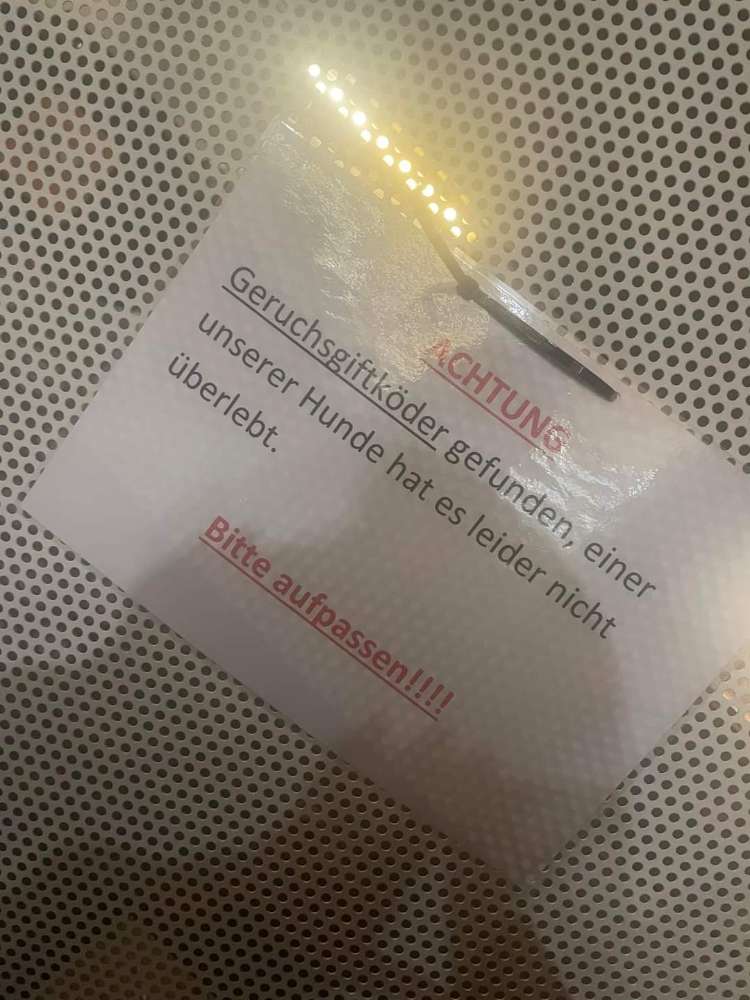 ACHTUNG
Geruchsgiftköder gefunden, einer
unserer Hunde hat es leider nicht
überlebt.
Bitte aufpassen!!!!